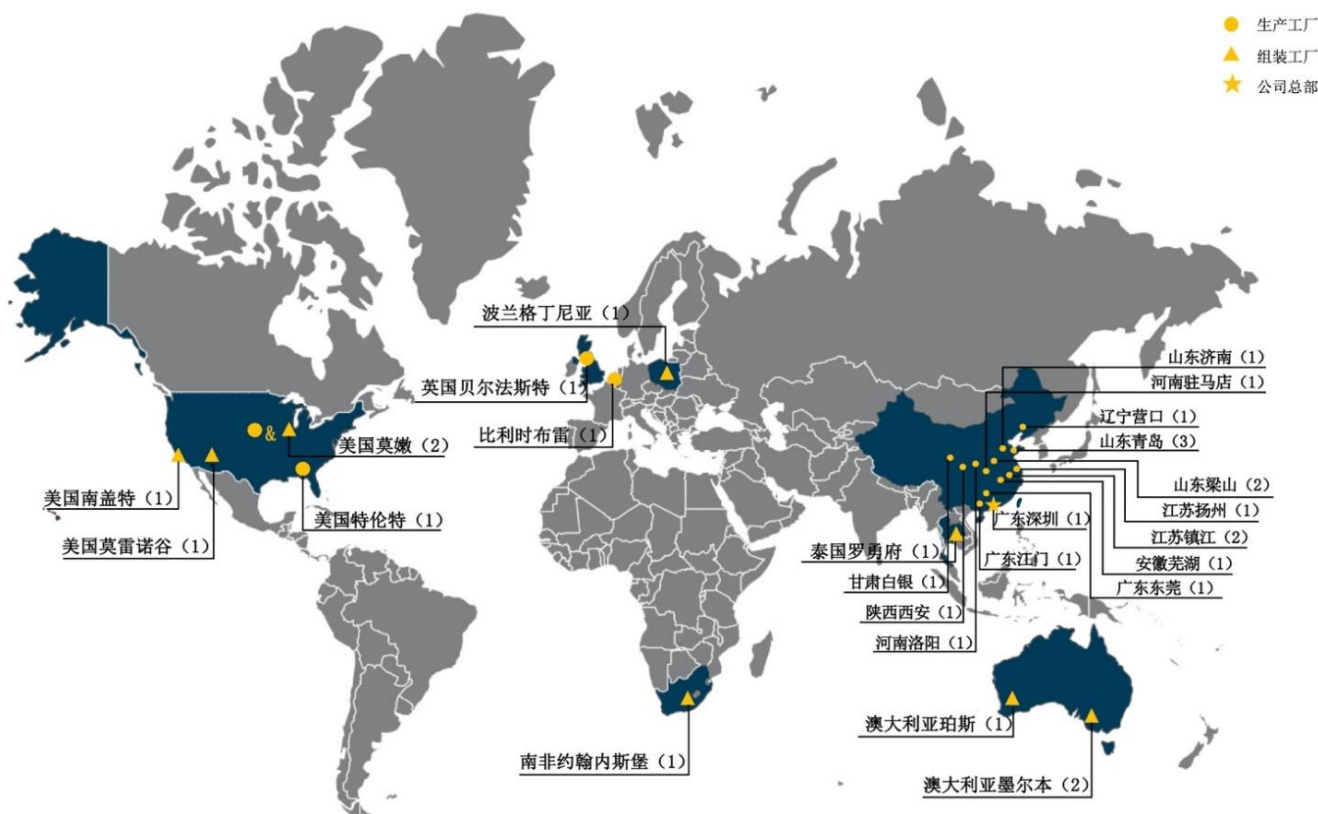 生产工厂
组装工厂
公司总部
波兰格丁尼亚（1）
英国贝尔法斯特（1）
比利时布雷（1）
&
美国莫嫩（2）
美国南盖特（1）
美国特伦特（1）
美国莫雷诺谷（1）
山东济南（1）
河南驻马店（1）
辽宁营口（1）
山东青岛（3）
山东梁山（2）
江苏扬州（1）
广东深圳（1）
江苏镇江（2）
泰国罗勇府（1）
广东江门（1）
安徽芜湖（1）
甘肃白银（1）
广东东莞（1）
陕西西安（1）
河南洛阳（1）
澳大利亚珀斯（1）
南非约翰内斯堡（1）
澳大利亚墨尔本（2）